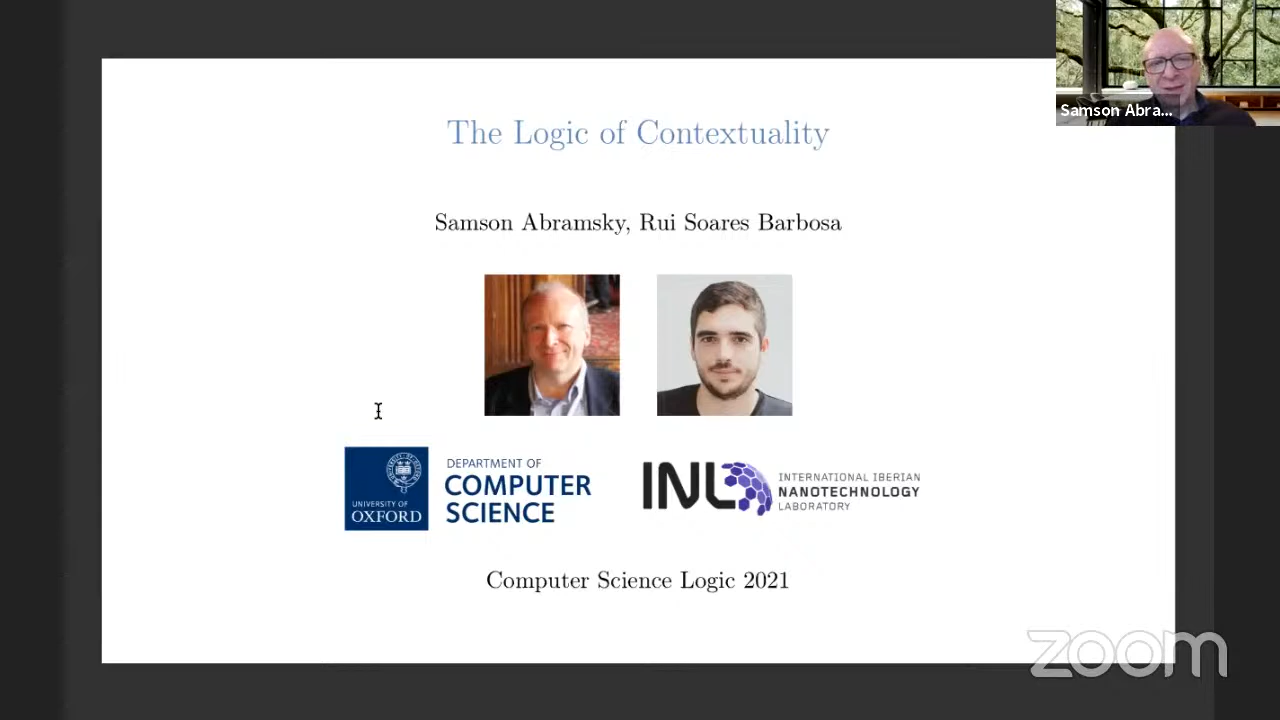 Samson Abra...
The Logic of Contextuality
Samson Abramsky, Rui Soares Barbosa
UNIVERSITY OF
OXFORD
DEPARTMENT OF
COMPUTER
SCIENCE
INL
INTERNATIONAL IBERIAN
NANOTECHNOLOGY
LABORATORY
Computer Science Logic 2021
zoom